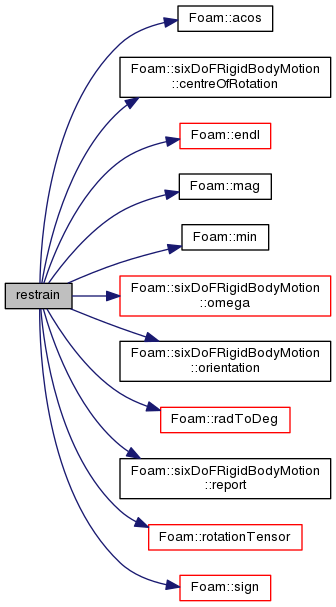 Foam::acos
Foam::sixDoFRigidBodyMotion
::centreOfRotation
Foam::endl
Foam::mag
Foam::min
restrain
Foam::sixDoFRigidBodyMotion
::omega
Foam::sixDoFRigidBodyMotion
::orientation
Foam::radToDeg
Foam::sixDoFRigidBodyMotion
::report
Foam::rotationTensor
Foam::sign